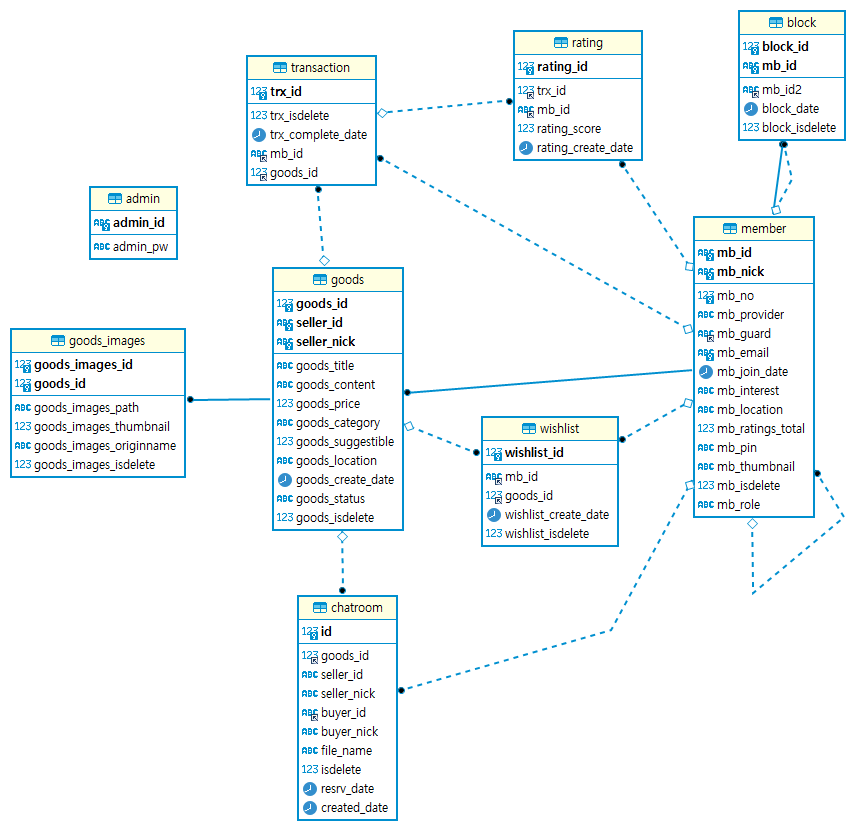 block
123 block_id
ABC mb_id
ABC mb_id2
block_date
123 block_isdelete
rating
123 rating_id
123 trx_id
ABC mb_id
123 rating_score
rating_create_date
transaction
123 trx_id
123 trx_isdelete
trx_complete_date
ABC mb_id
123 goods_id
admin
ABC admin_id
ABC admin_pw
member
ABC mb_id
ABC mb_nick
123 mb_no
ABC mb_provider
ABC mb_guard
ABC mb_email
mb_join_date
ABC mb_interest
ABC mb_location
123 mb_ratings_total
ABC mb_pin
ABC mb_thumbnail
123 mb_isdelete
ABC mb_role
goods
123 goods_id
ABC seller_id
ABC seller_nick
ABC goods_title
ABC goods_content
123 goods_price
ABC goods_category
123 goods_suggestible
ABC goods_location
goods_create_date
ABC goods_status
123 goods_isdelete
goods_images
123 goods_images_id
123 goods_id
ABC goods_images_path
123 goods_images_thumbnail
ABC goods_images_originname
123 goods_images_isdelete
wishlist
123 wishlist_id
ABC mb_id
123 goods_id
wishlist_create_date
123 wishlist_isdelete
chatroom
123 id
123 goods_id
ABC seller_id
ABC seller_nick
ABC buyer_id
ABC buyer_nick
ABC file_name
123 isdelete
resrv_date
created_date